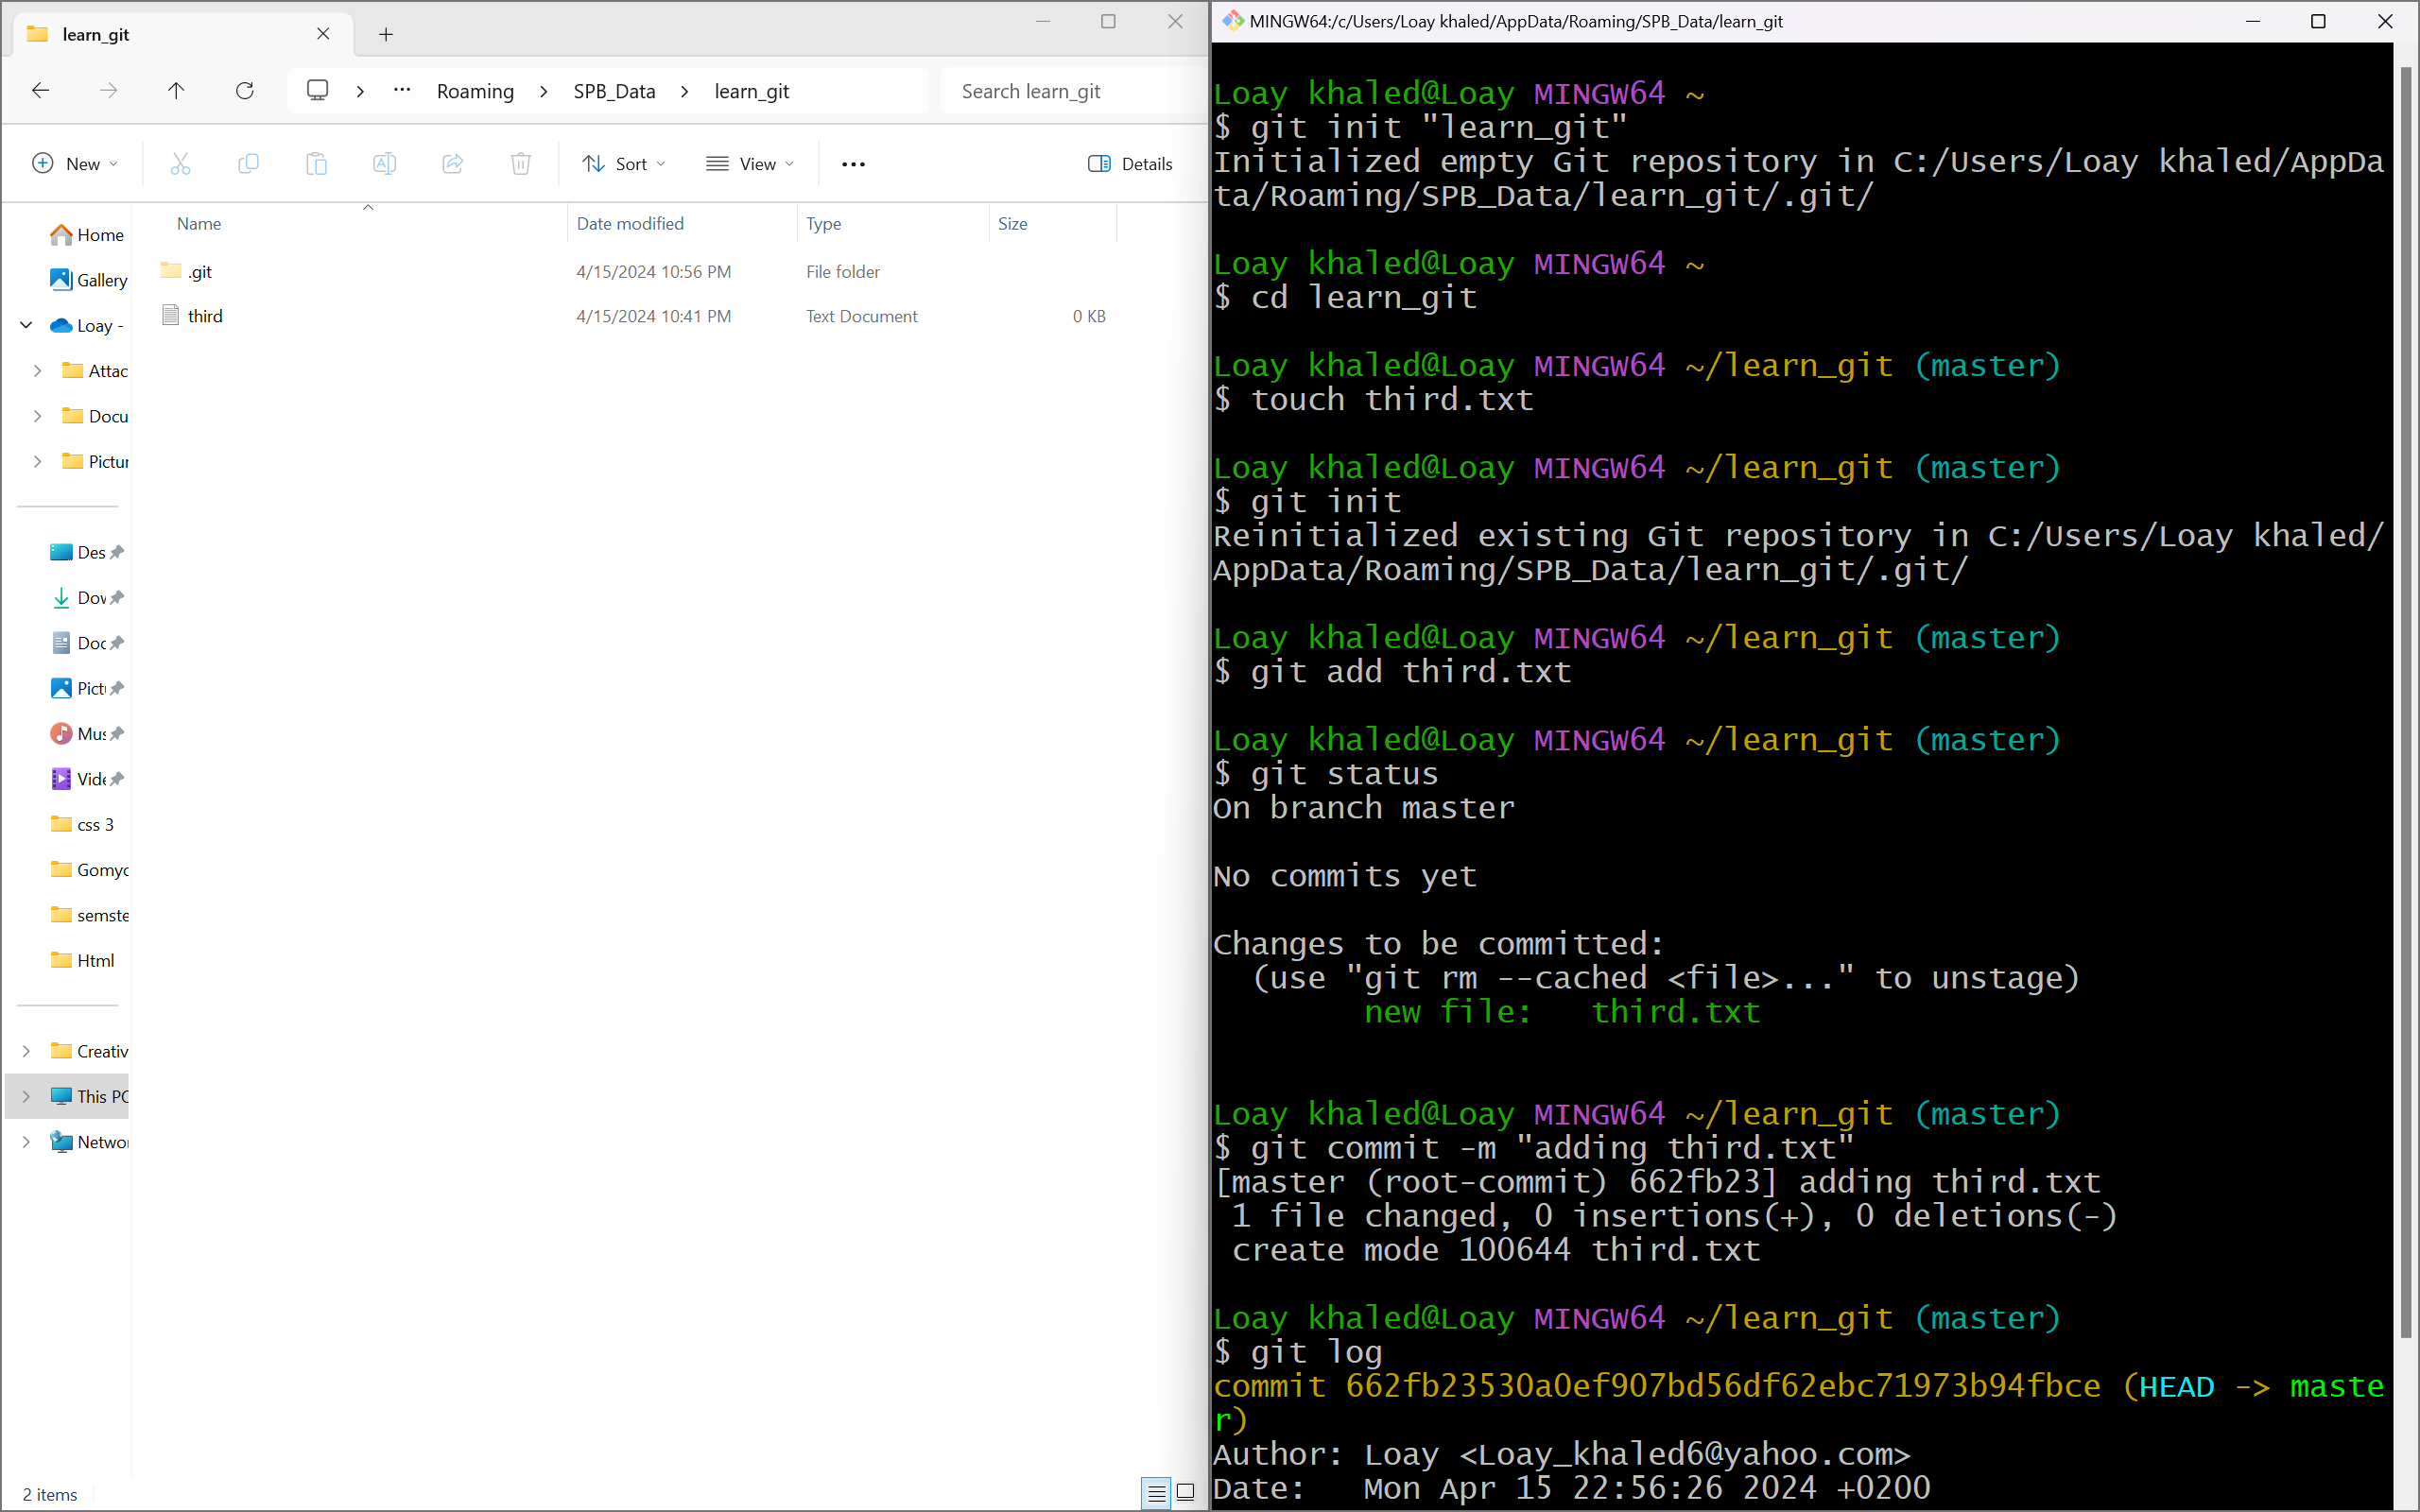 learn_git
Roaming > SPB_Data > learn_git
Search learn_git
New
Sort
View
Details
Name
Date modified
Type
Size
.git
4/15/2024 10:56 PM
File folder
third
4/15/2024 10:41 PM
Text Document
0 KB
Home
Gallery
Loay -
Attac
Docu
Pictur
Des
Dov
Doc
Pict
Mus
Vide
css 3
Gomyc
semste
Html
Creativ
This PC
Networ
2 items
MINGW64:/c/Users/Loay khaled/AppData/Roaming/SPB_Data/learn_git
Loay khaled@Loay MINGW64 ~
$ git init "learn_git"
Initialized empty Git repository in C:/Users/Loay khaled/AppDa
ta/Roaming/SPB_Data/learn_git/.git/
Loay khaled@Loay MINGW64 ~
$ cd learn_git
Loay khaled@Loay MINGW64 ~/learn_git (master)
$ touch third.txt
Loay khaled@Loay MINGW64 ~/learn_git (master)
$ git init
Reinitialized existing Git repository in C:/Users/Loay khaled/
AppData/Roaming/SPB_Data/learn_git/.git/
Loay khaled@Loay MINGW64 ~/learn_git (master)
$ git add third.txt
Loay khaled@Loay MINGW64 ~/learn_git (master)
$ git status
On branch master
No commits yet
Changes to be committed:
(use "git rm --cached <file>..." to unstage)
new file:   third.txt
Loay khaled@Loay MINGW64 ~/learn_git (master)
$ git commit -m "adding third.txt"
[master (root-commit) 662fb23] adding third.txt
1 file changed, 0 insertions(+), 0 deletions(-)
create mode 100644 third.txt
Loay khaled@Loay MINGW64 ~/learn_git (master)
$ git log
commit 662fb23530a0ef907bd56df62ebc71973b94fbce (HEAD -> maste
r)
Author: Loay <Loay_khaled6@yahoo.com>
Date:   Mon Apr 15 22:56:26 2024 +0200